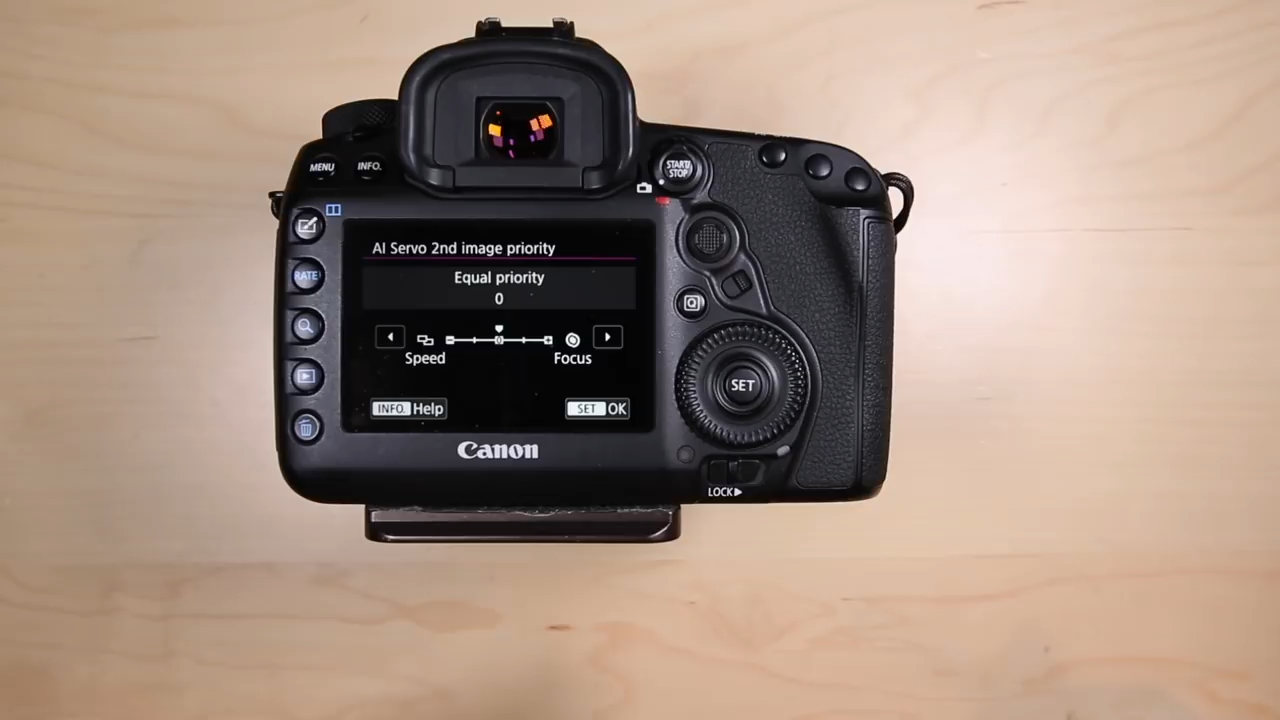 START/
STOP
MENU
INFO.
RATE
AI Servo 2nd image priority
Equal priority
0
Q
- 0 +
Speed
Focus
SET
INFO. Help
SET OK
Canon
LOCK▶